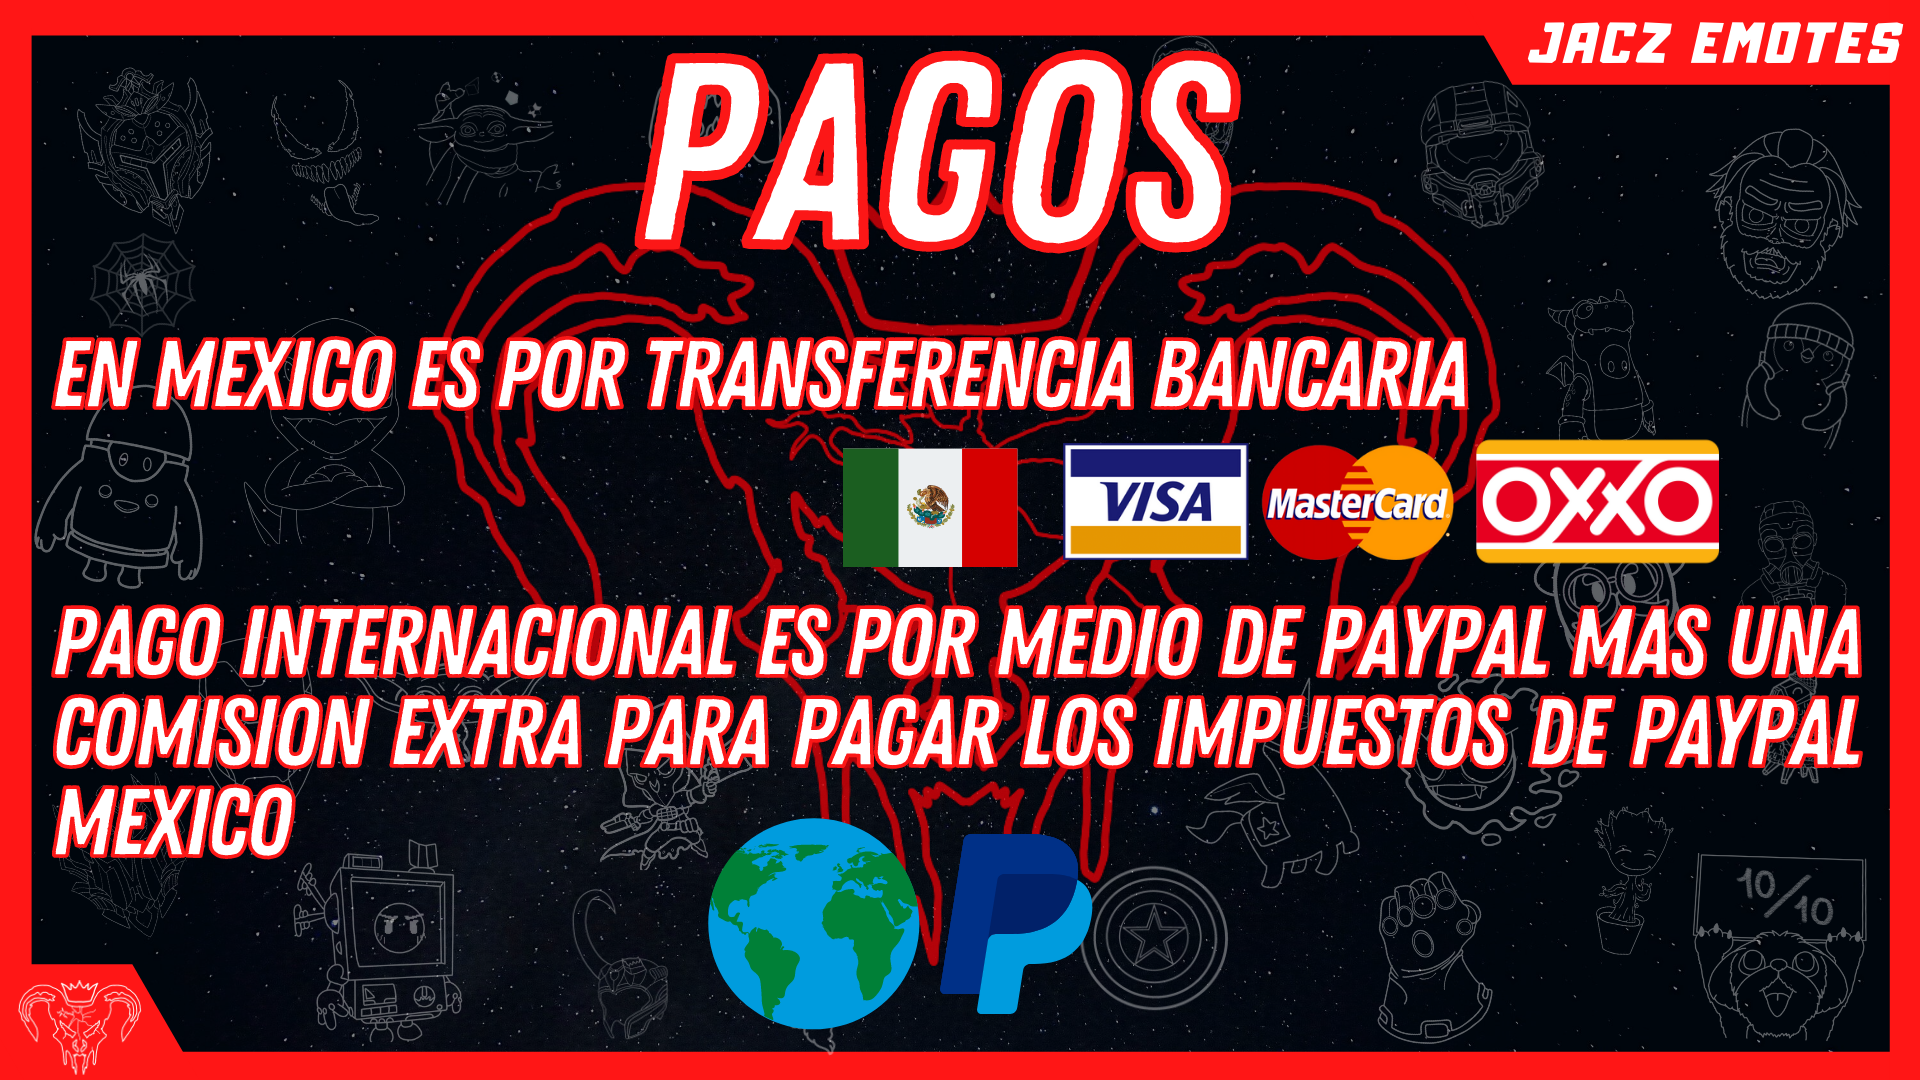 JACZ EMOTES
PAGOS
EN MEXICO ES POR TRANSFERENCIA BANCARIA
VISA MasterCard OXXO
PAGO INTERNACIONAL ES POR MEDIO DE PAYPAL MAS UNA
COMISION EXTRA PARA PAGAR LOS IMPUESTOS DE PAYPAL
MEXICO
10/10